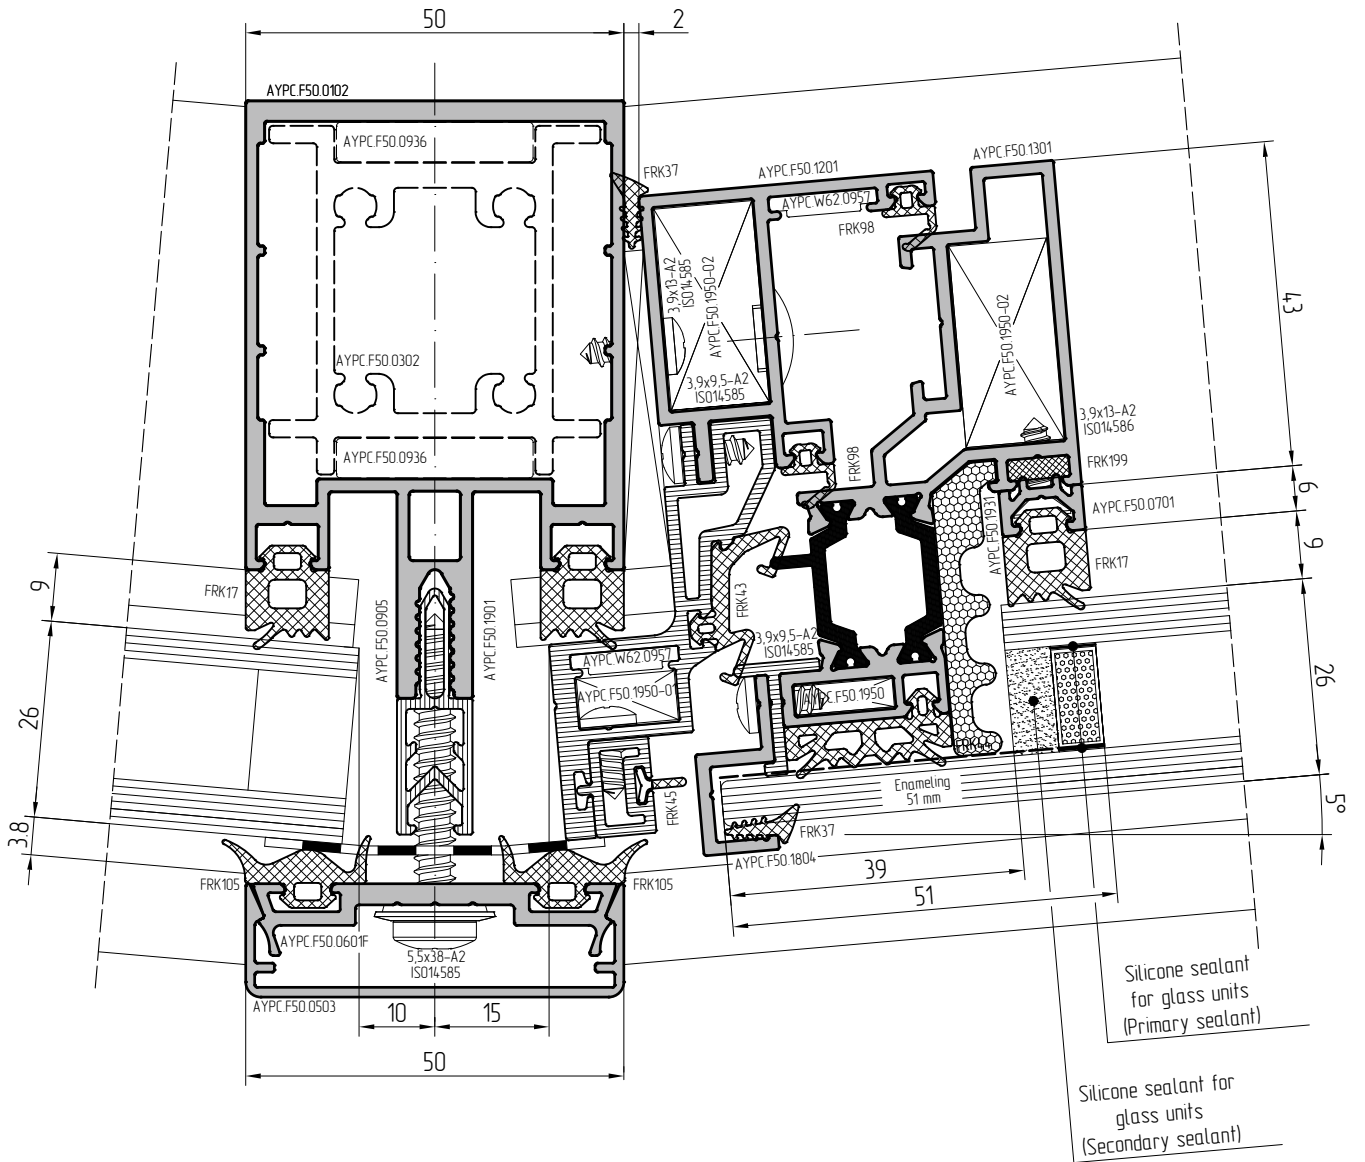 50
2
AYPC.F50.0102
AYPC.F50.0936
FRK37
AYPC.F50.1201
AYPC.F50.1301
AYPC.W62.0957
FRK98
3,9x13-A2
ISO14585
AYPC.F50.1950-02
AYPC.F50.1950-02
43
AYPC.F50.0302
3,9x9,5-A2
ISO14585
3,9x13-A2
ISO14586
AYPC.F50.0936
FRK98
FRK199
6
AYPC.F50.0701
AYPC.F50.1931
9
9
FRK17
AYPC.F50.0905
AYPC.F50.1901
FRK43
FRK17
3,9x9,5-A2
ISO14585
AYPC.W62.0957
AYPC.F50.1950-01
AYPC.F50.1950
26
26
FRK44
Enameling
51 mm
FRK45
5°
3.8
FRK37
AYPC.F50.1804
FRK105
FRK105
39
51
AYPC.F50.0601F
5,5x38-A2
ISO14585
AYPC.F50.0503
10
15
50
Silicone sealant
for glass units
(Primary sealant)
Silicone sealant for
glass units
(Secondary sealant)